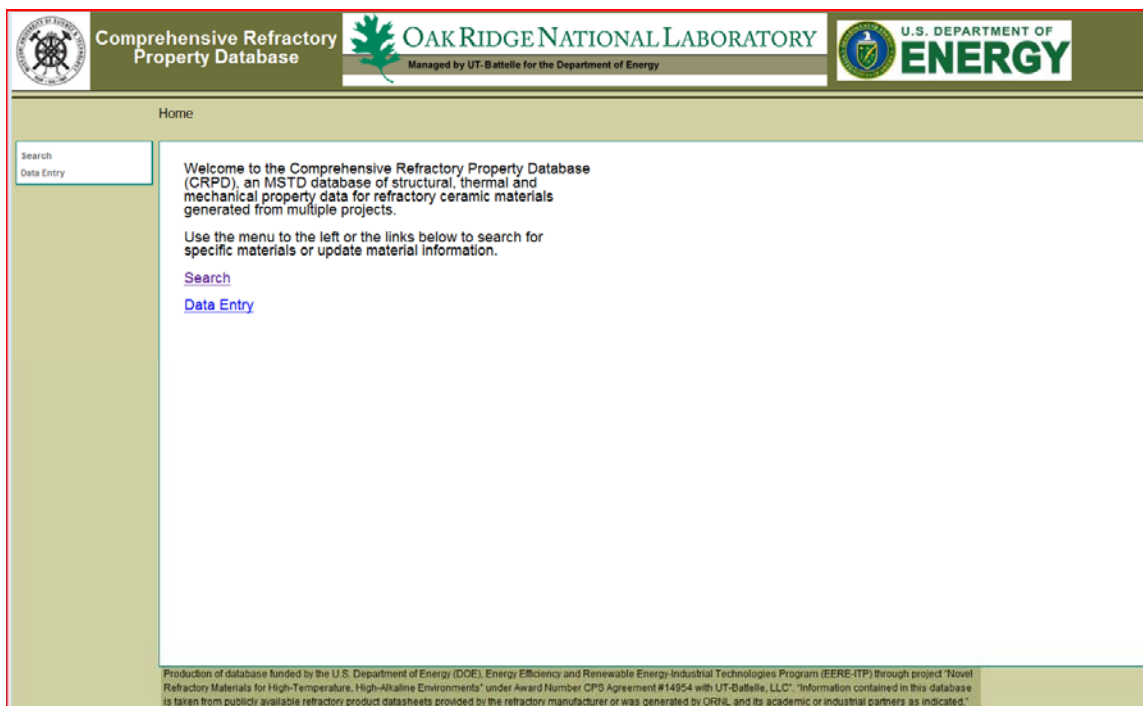 Comprehensive Refractory
Property Database
OAK RIDGE NATIONAL LABORATORY
Managed by UT-Battelle for the Department of Energy
U.S. DEPARTMENT OF
ENERGY
Home
Search
Data Entry
Welcome to the Comprehensive Refractory Property Database
(CRPD), an MSTD database of structural, thermal and
mechanical property data for refractory ceramic materials
generated from multiple projects.
Use the menu to the left or the links below to search for
specific materials or update material information.
Search
Data Entry
Production of database funded by the U.S. Department of Energy (DOE), Energy Efficiency and Renewable Energy-Industrial Technologies Program (EERE-ITP) through project "Novel
Refractory Materials for High-Temperature, High-Alkaline Environments" under Award Number CPS Agreement #14954 with UT-Battelle, LLC". "Information contained in this database
is taken from publicly available refractory product datasheets provided by the refractory manufacturer or was generated by ORNL and its academic or industrial partners as indicated."